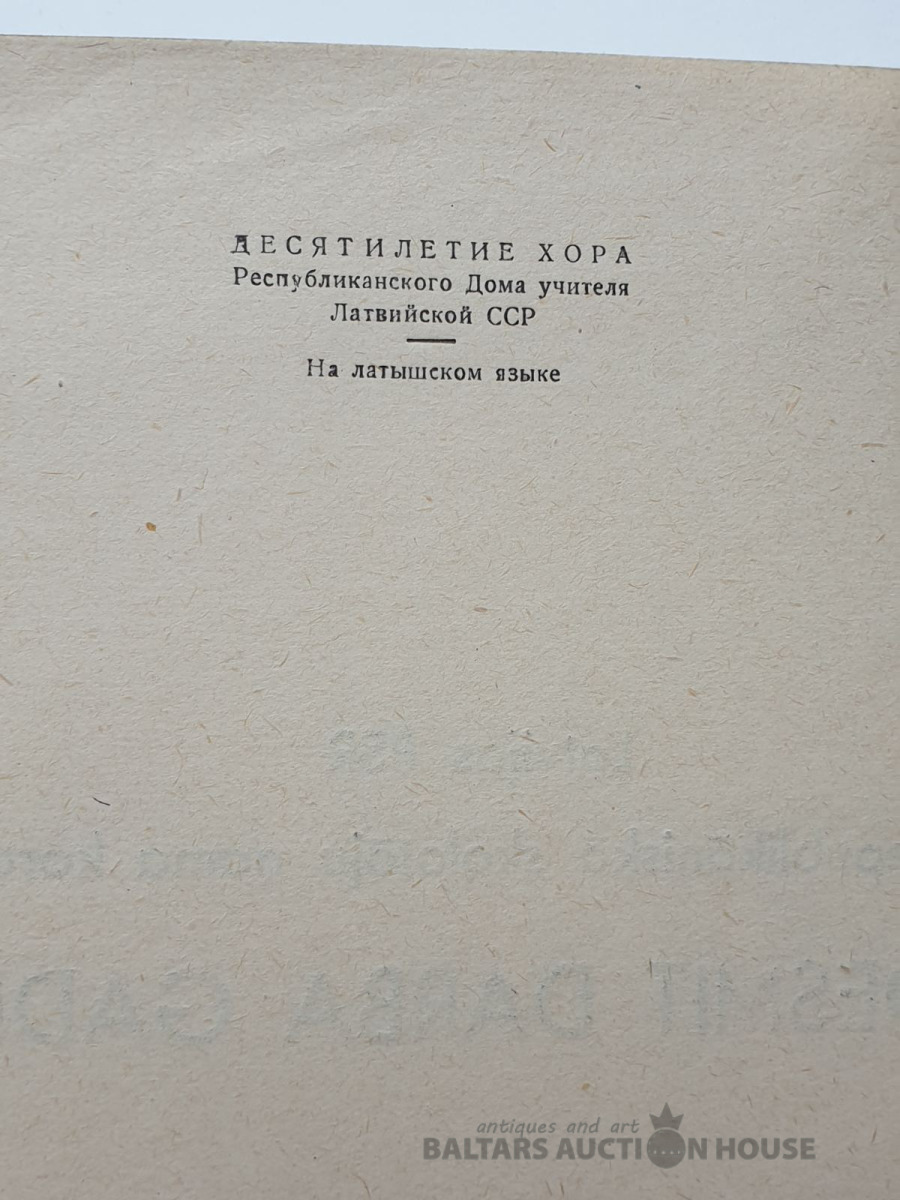 ДЕСЯТИЛЕТИЕ ХОРА
Республиканского Дома учителя
Латвийской ССР
На латышском языке
antiques and art
BALTARS AUCTION HOUSE